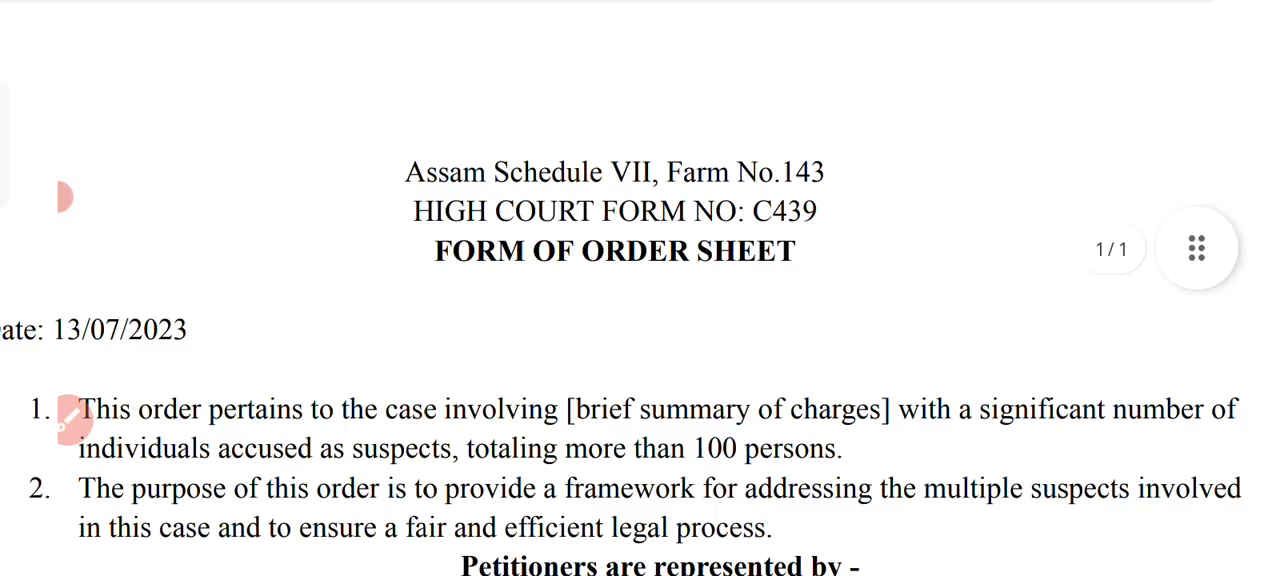 Assam Schedule VII, Farm No.143
HIGH COURT FORM NO: C439
FORM OF ORDER SHEET
1/1
ate: 13/07/2023
1. This order pertains to the case involving [brief summary of charges] with a significant number of
individuals accused as suspects, totaling more than 100 persons.
2. The purpose of this order is to provide a framework for addressing the multiple suspects involved
in this case and to ensure a fair and efficient legal process.
Petitioners are represented by -